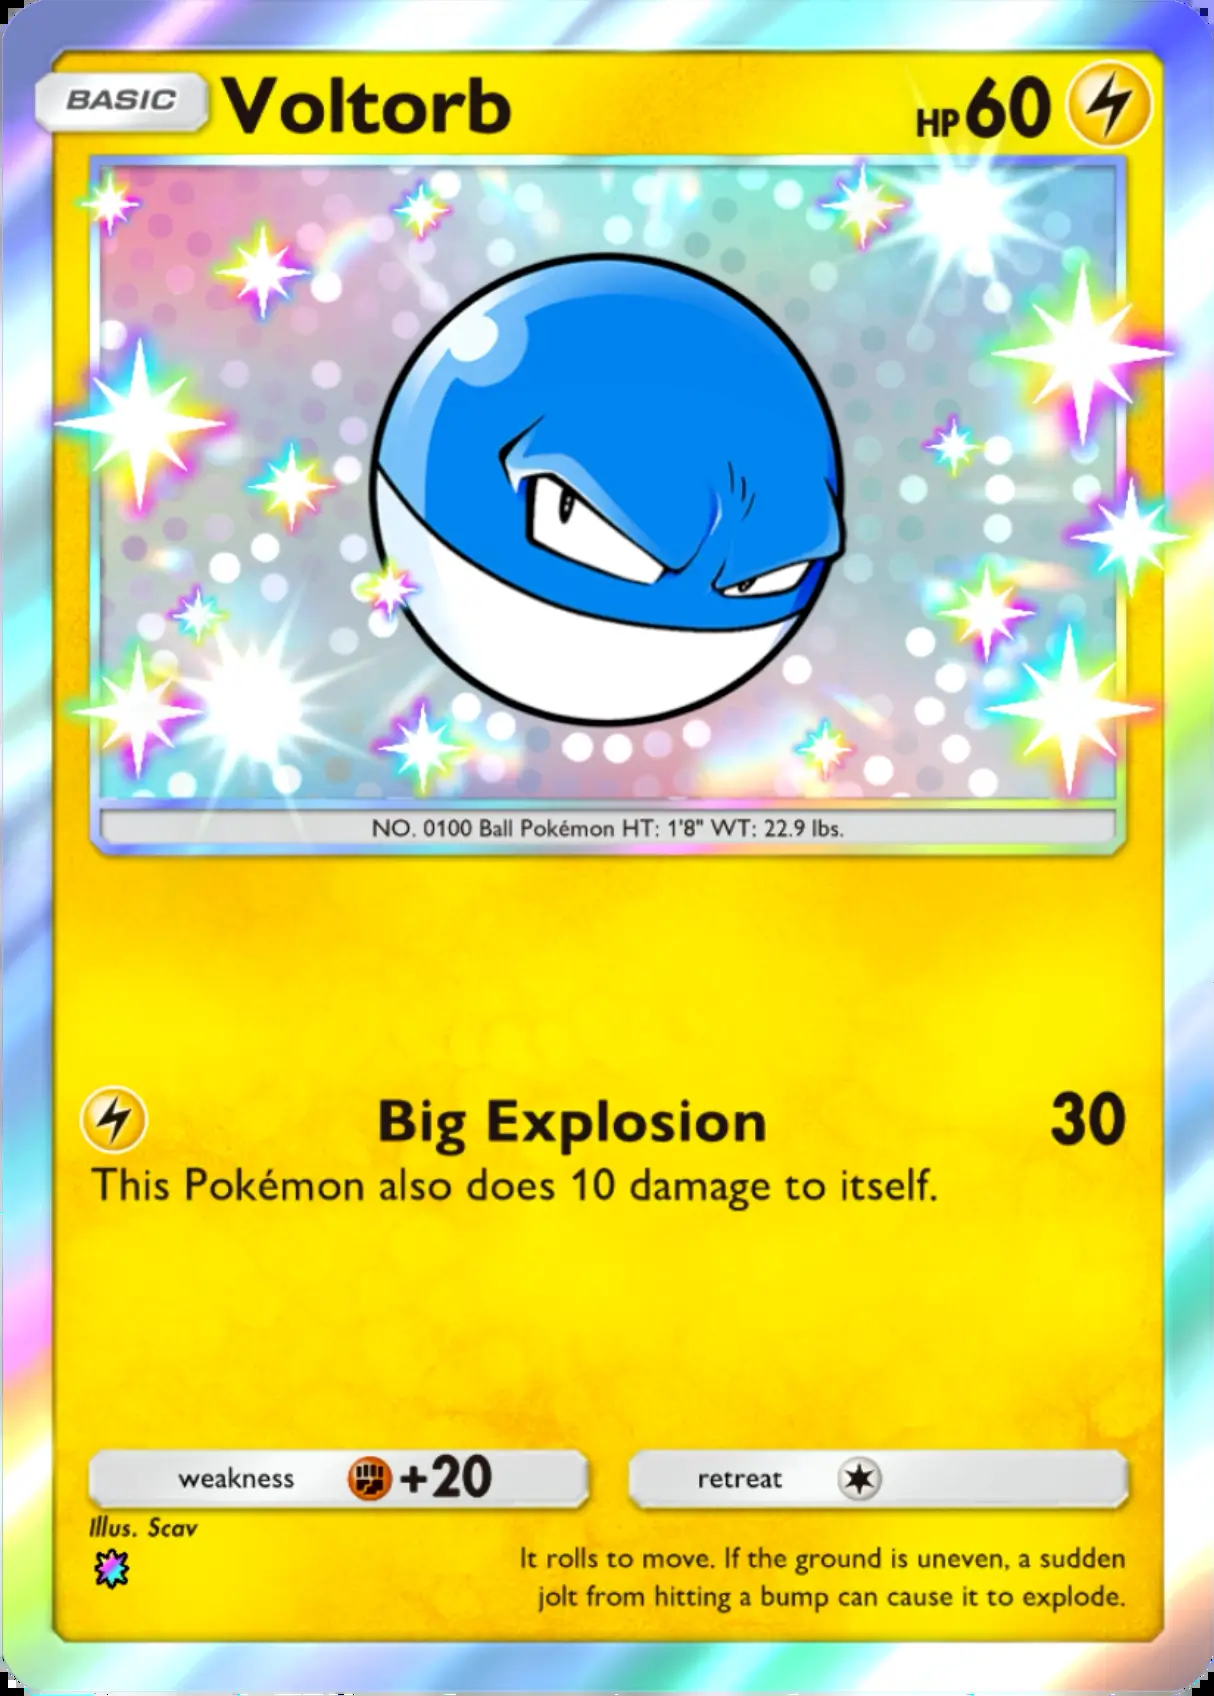 BASIC
Voltorb
HP60
NO. 0100 Ball Pokémon HT: 1'8" WT: 22.9 lbs.
Big Explosion 30
This Pokémon also does 10 damage to itself.
weakness +20
retreat
Illus. Scav
It rolls to move. If the ground is uneven, a sudden
jolt from hitting a bump can cause it to explode.